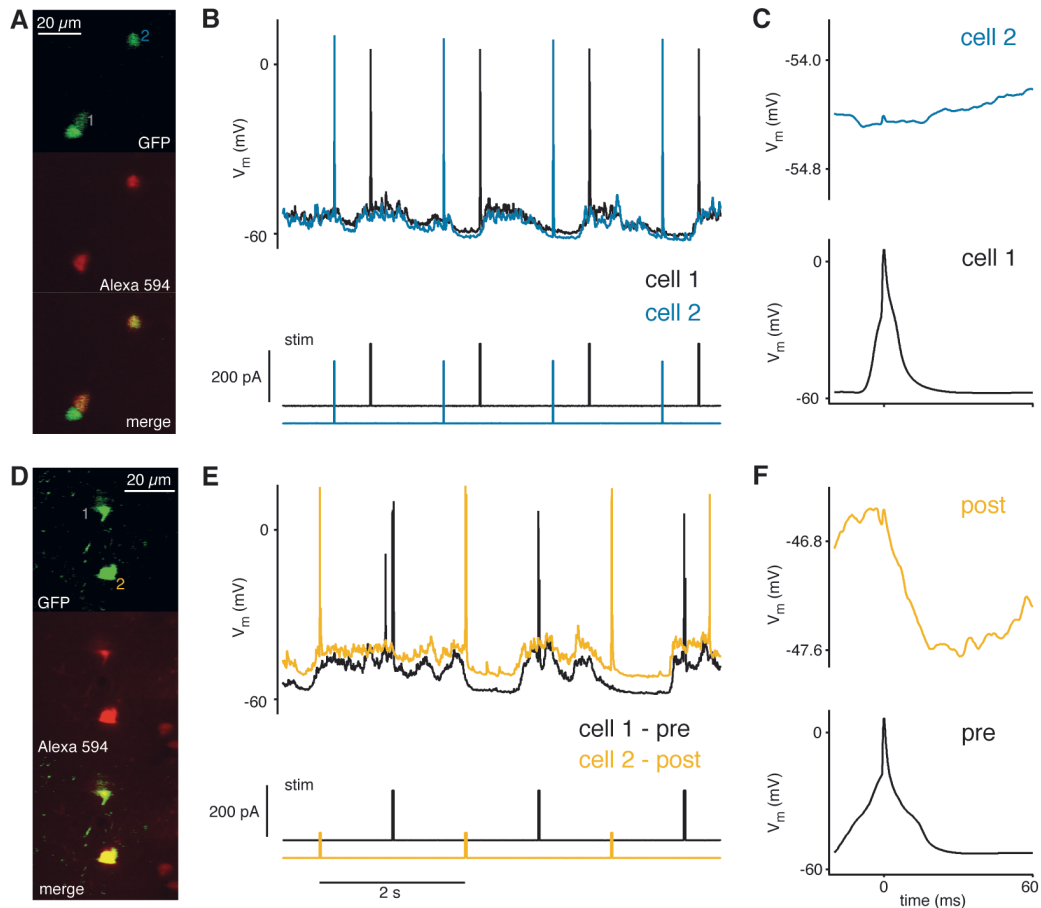 A
20 µm
2
1
GFP
Alexa 594
merge
B
0
Vm (mV)
-60
cell 1
cell 2
stim
200 pA
C
cell 2
-54.0
Vm (mV)
-54.8
cell 1
0
Vm (mV)
-60
D
20 µm
1
2
GFP
Alexa 594
merge
E
0
Vm (mV)
-60
cell 1 - pre
cell 2 - post
stim
200 pA
2 s
F
post
-46.8
Vm (mV)
-47.6
pre
0
Vm (mV)
-60
0
60
time (ms)